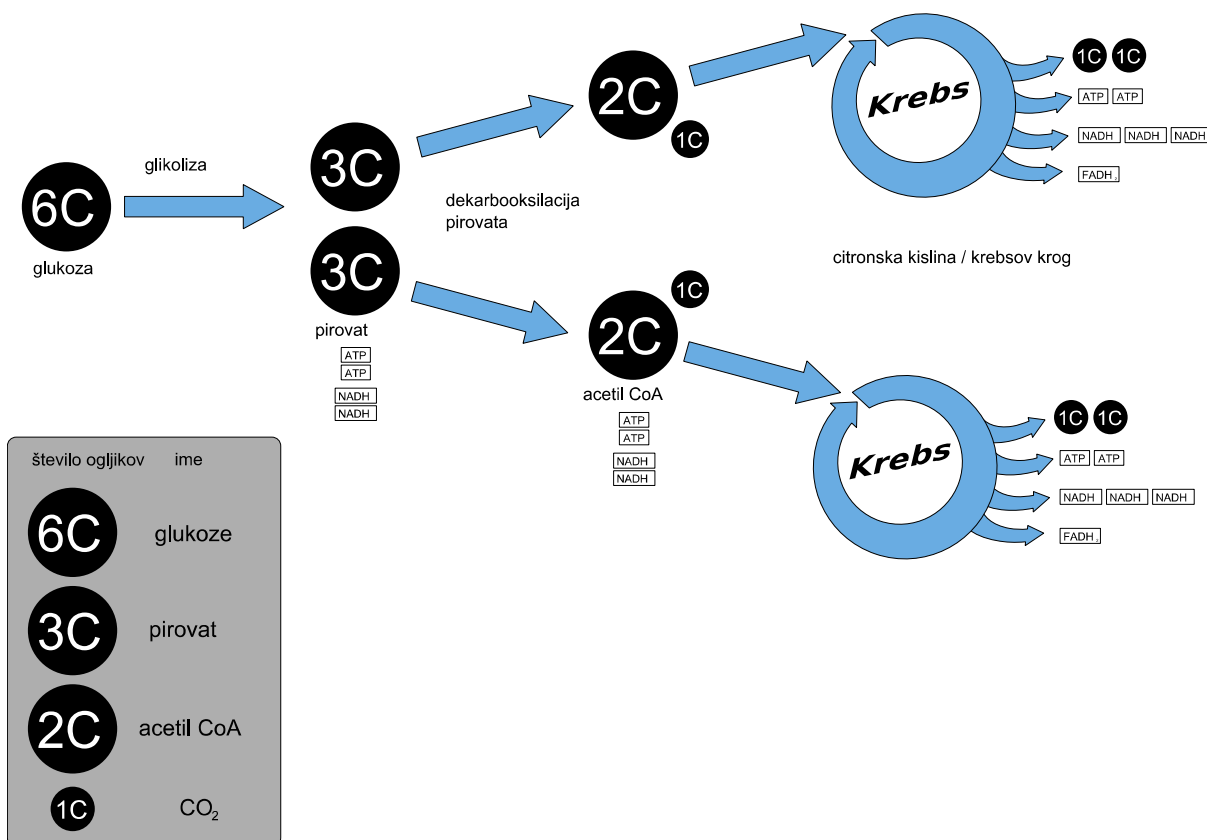 6C
glukoza
glikoliza
3C
3C
pirovat
ATP
ATP
NADH
NADH
dekarbooksilacija
pirovata
2C
1C
1C
2C
acetil CoA
ATP
ATP
NADH
NADH
Krebs
1C 1C
ATP ATP
NADH NADH NADH
FADH₂
citronska kislina / krebsov krog
Krebs
1C 1C
ATP ATP
NADH NADH NADH
FADH₂
število ogljikov ime
6C glukoze
3C pirovat
2C acetil CoA
1C CO₂